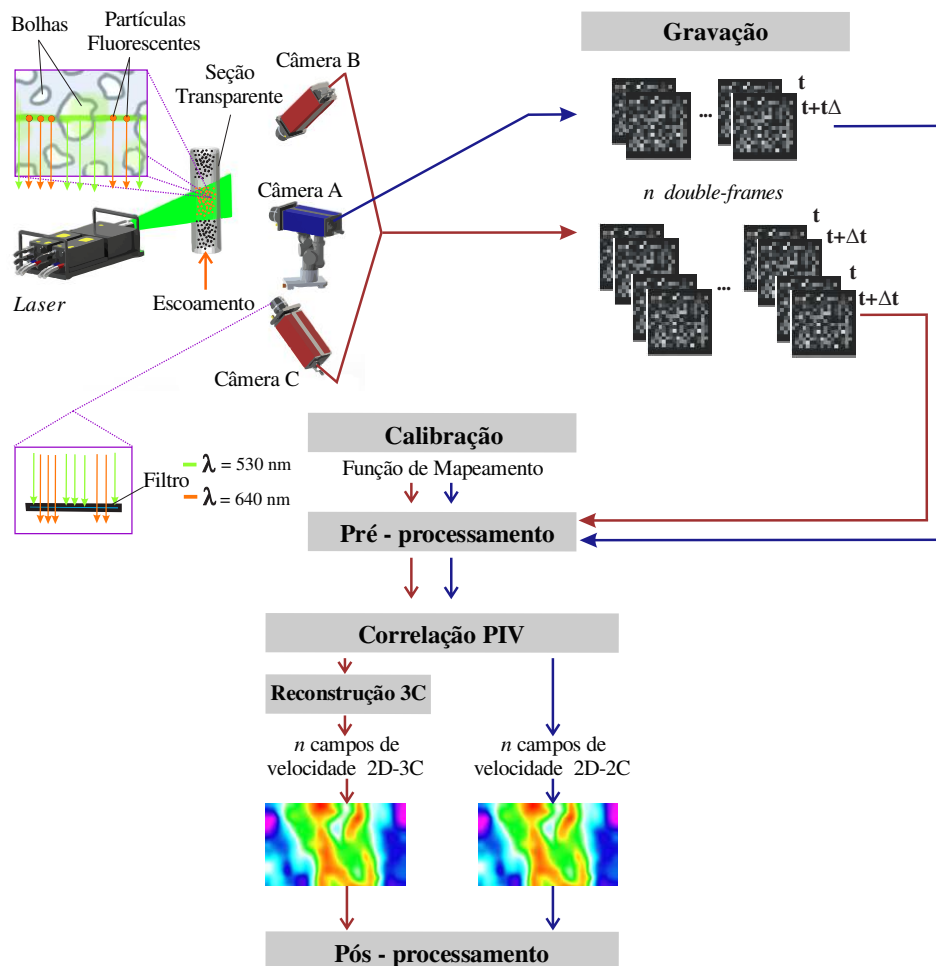 Bolhas
Partículas
Fluorescentes
Seção
Transparente
Câmera B
Câmera A
Câmera C
Laser
Escoamento
Filtro
λ = 530 nm
λ = 640 nm
Gravação
t
t+tΔ
...
n double-frames
t
t+Δt
t
t+Δt
...
Calibração
Função de Mapeamento
Pré - processamento
Correlação PIV
Reconstrução 3C
n campos de
velocidade 2D-3C
n campos de
velocidade 2D-2C
Pós - processamento